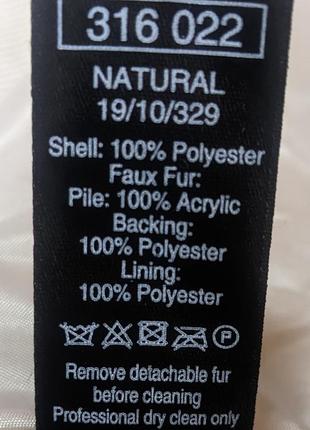 316 022
NATURAL
19/10/329
Shell: 100% Polyester
Faux Fur:
Pile: 100% Acrylic
Backing:
100% Polyester
Lining:
100% Polyester
P
Remove detachable fur
before cleaning
Professional dry clean only